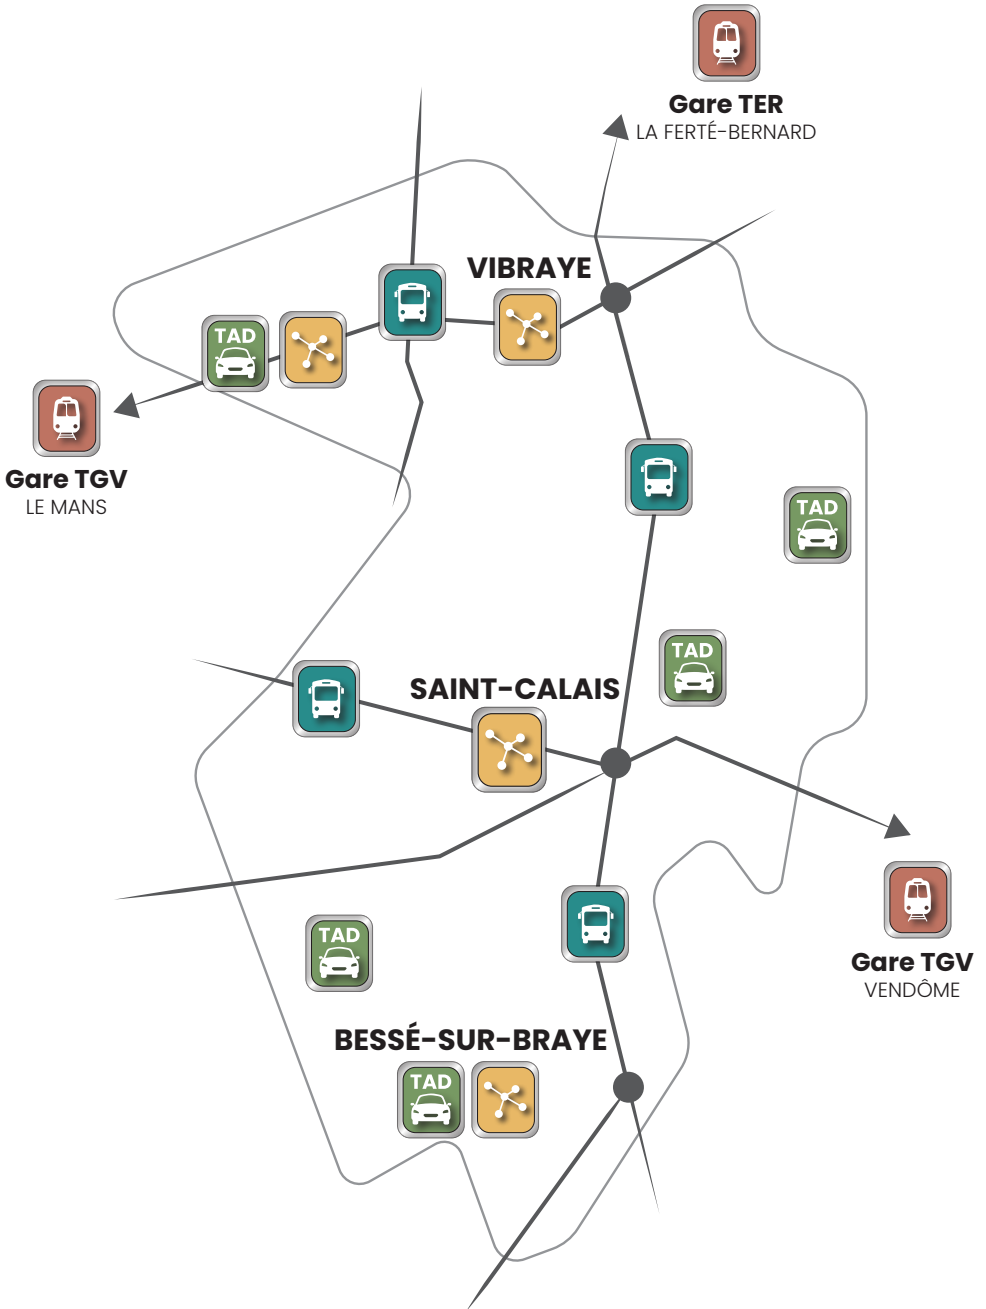 Gare TER
LA FERTÉ-BERNARD
VIBRAYE
TAD
Gare TGV
LE MANS
TAD
TAD
SAINT-CALAIS
TAD
Gare TGV
VENDÔME
BESSÉ-SUR-BRAYE
TAD